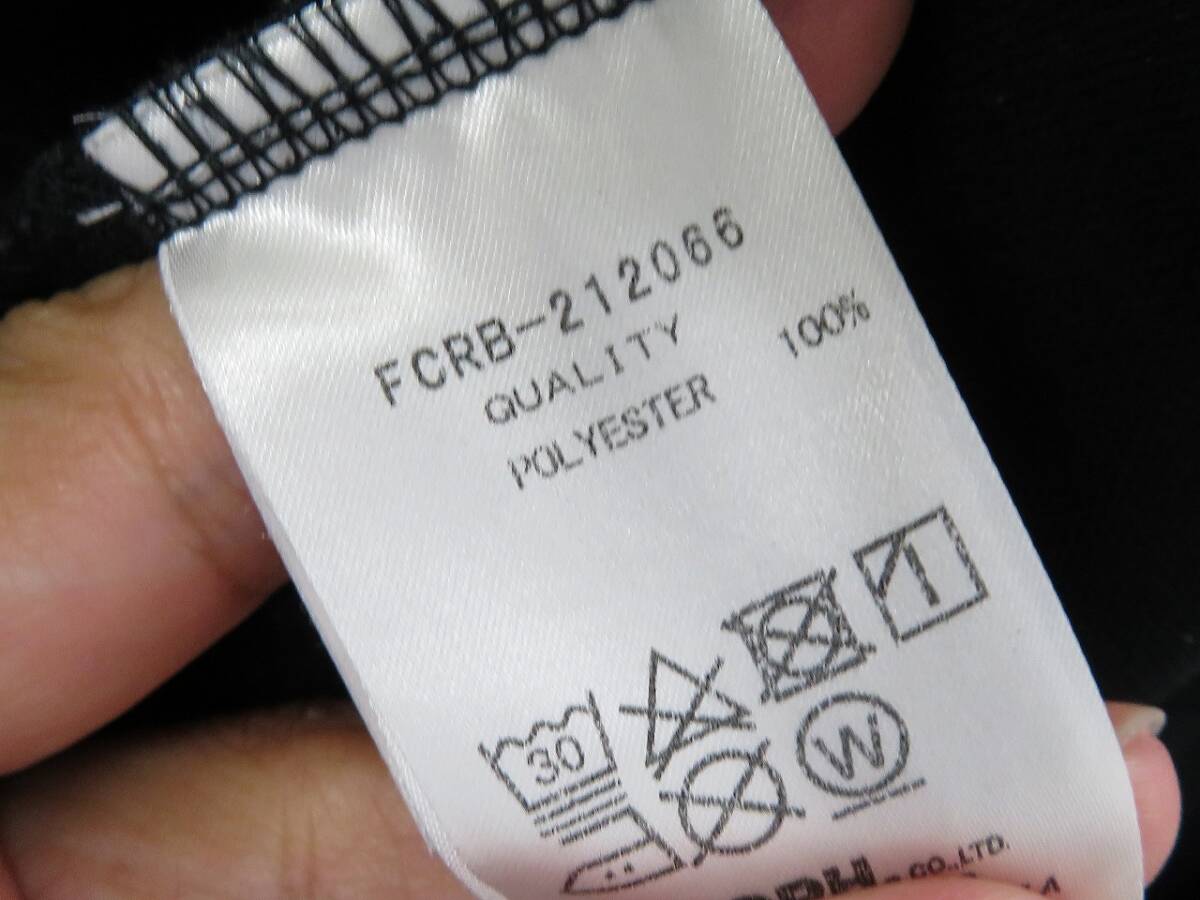 FCRB-212066
QUALITY
POLYESTER 100%
30
W
CO.,LTD.